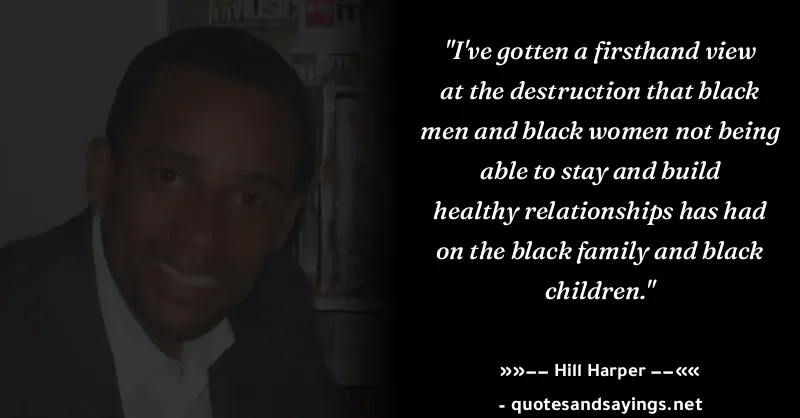 MUSIC
"I've gotten a firsthand view
at the destruction that black
men and black women not being
able to stay and build
healthy relationships has had
on the black family and black
children."
»»−− Hill Harper −−««
- quotesandsayings.net